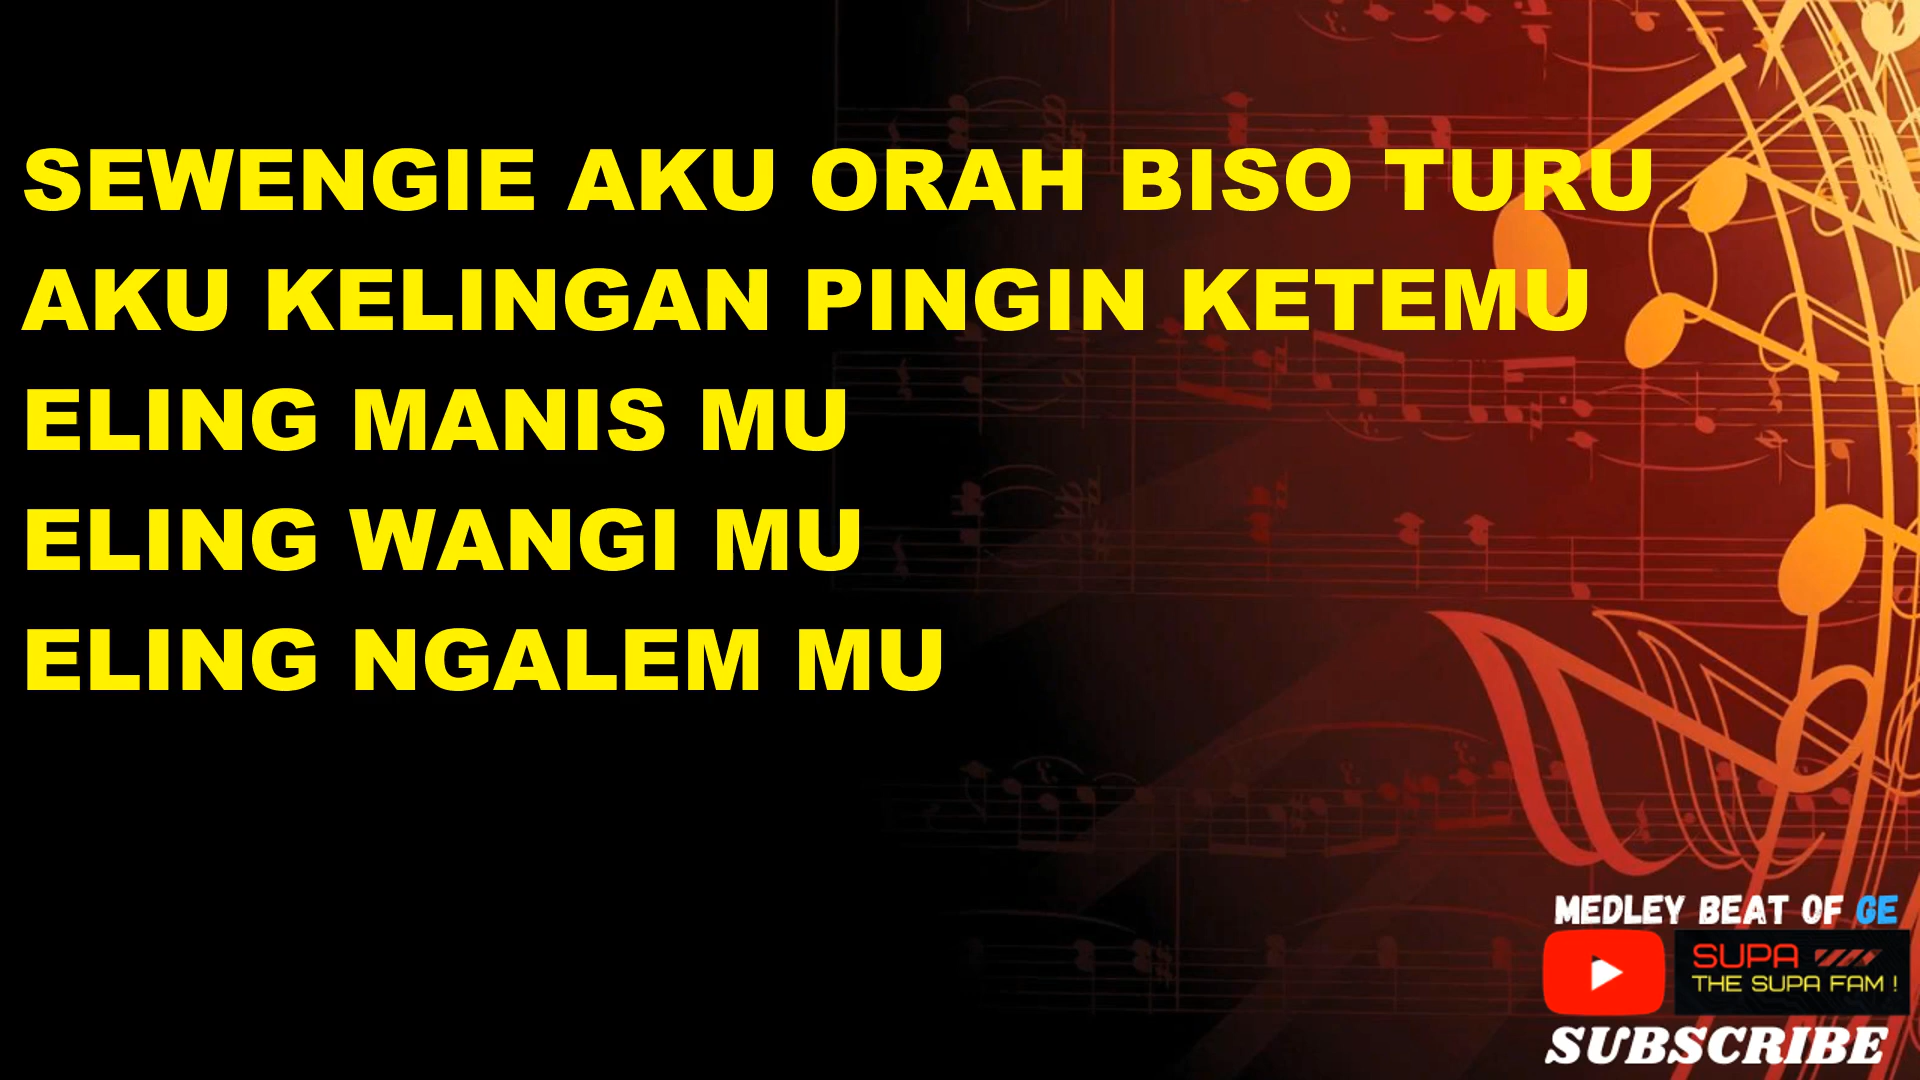 SEWENGIE AKU ORAH BISO TURU
AKU KELINGAN PINGIN KETEMU
ELING MANIS MU
ELING WANGI MU
ELING NGALEM MU
MEDLEY BEAT OF GE
SUPA
THE SUPA FAM !
SUBSCRIBE